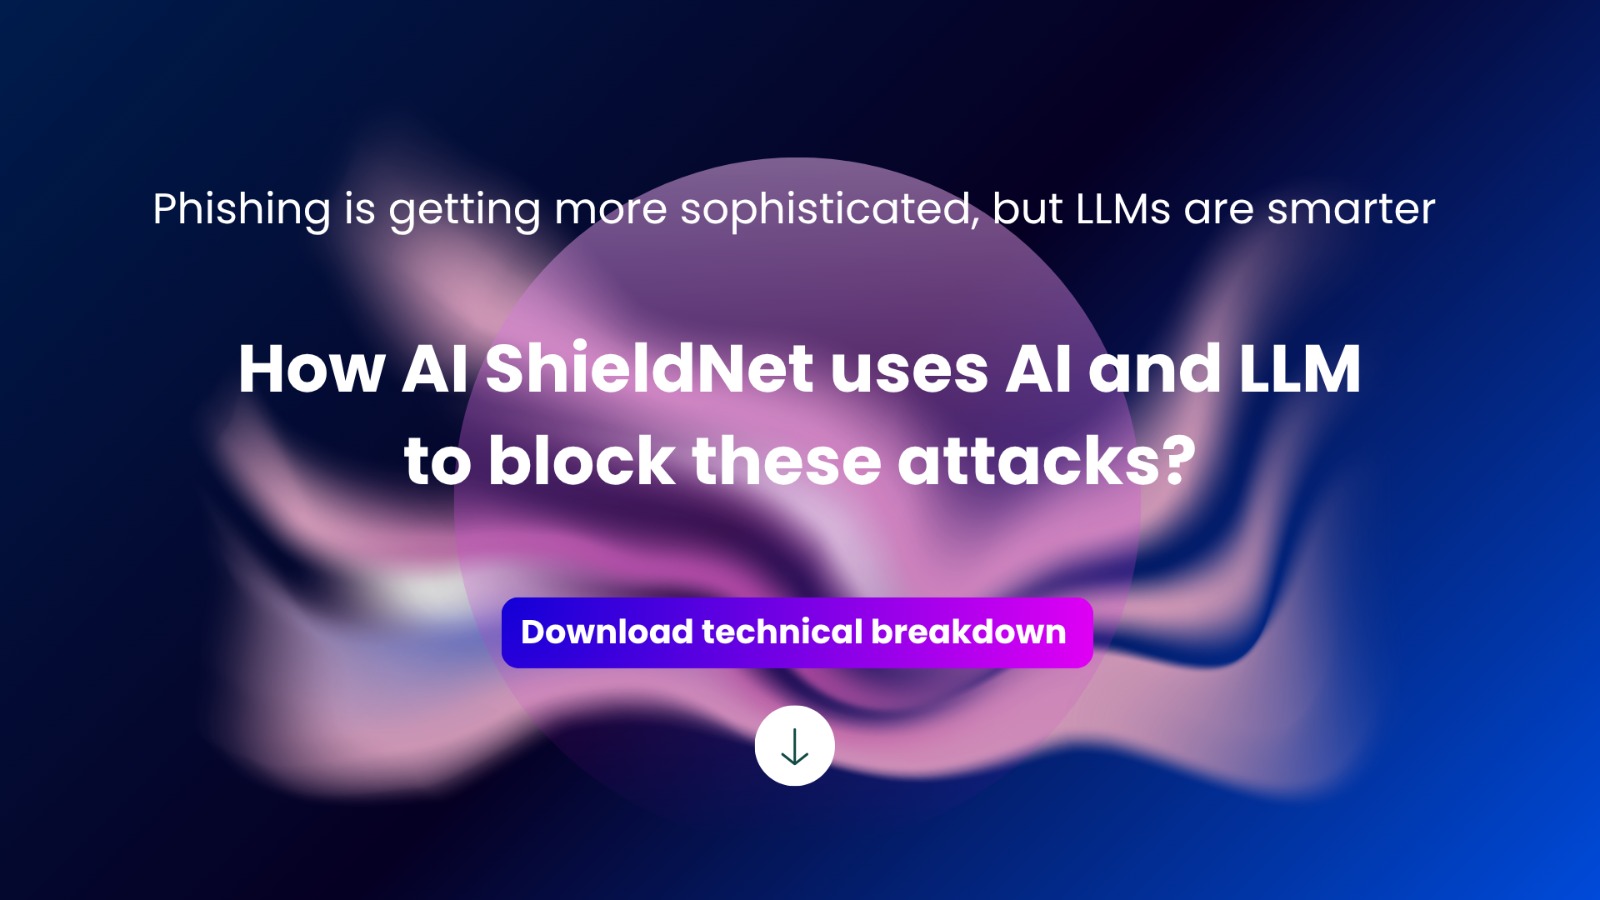 Phishing is getting more sophisticated, but LLMs are smarter
How AI ShieldNet uses AI and LLM
to block these attacks?
Download technical breakdown